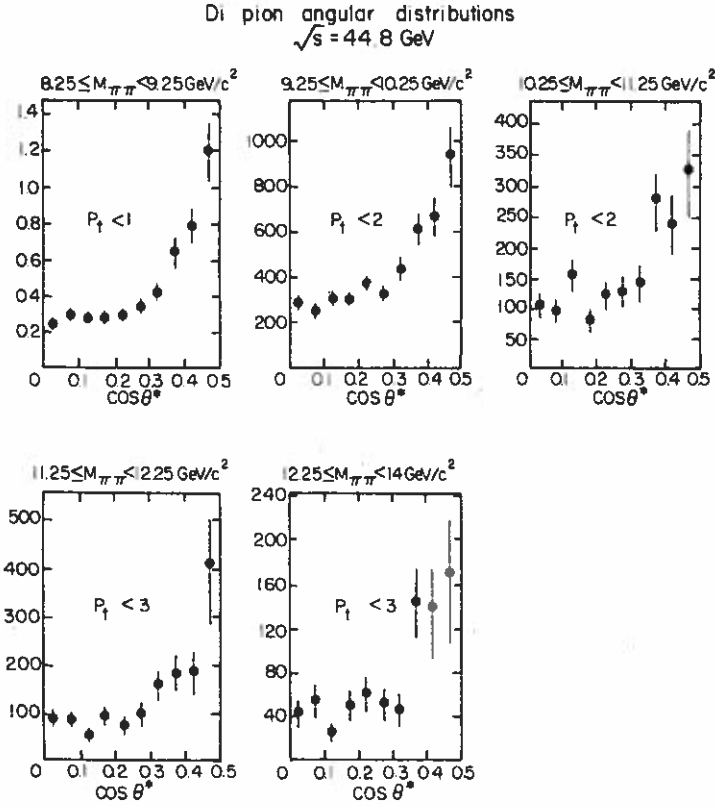 Di pion angular distributions
√s = 44.8 GeV
8.25≤Mππ<9.25 GeV/c²
1.4
1.2
1.0
0.8
0.6
0.4
0.2
Pt <1
0 0.1 0.2 0.3 0.4 0.5
COSθ*
9.25≤Mππ<10.25 GeV/c²
1000
800
600
400
200
Pt <2
0 0.1 0.2 0.3 0.4 0.5
COSθ*
10.25≤Mππ<11.25 GeV/c²
400
350
300
250
200
150
100
50
Pt <2
0 0.1 0.2 0.3 0.4 0.5
COSθ*
11.25≤Mππ<12.25 GeV/c²
500
400
300
200
100
Pt <3
0 0.1 0.2 0.3 0.4 0.5
COSθ*
12.25≤Mππ<14 GeV/c²
240
200
160
120
80
40
Pt <3
0 0.1 0.2 0.3 0.4 0.5
COSθ*